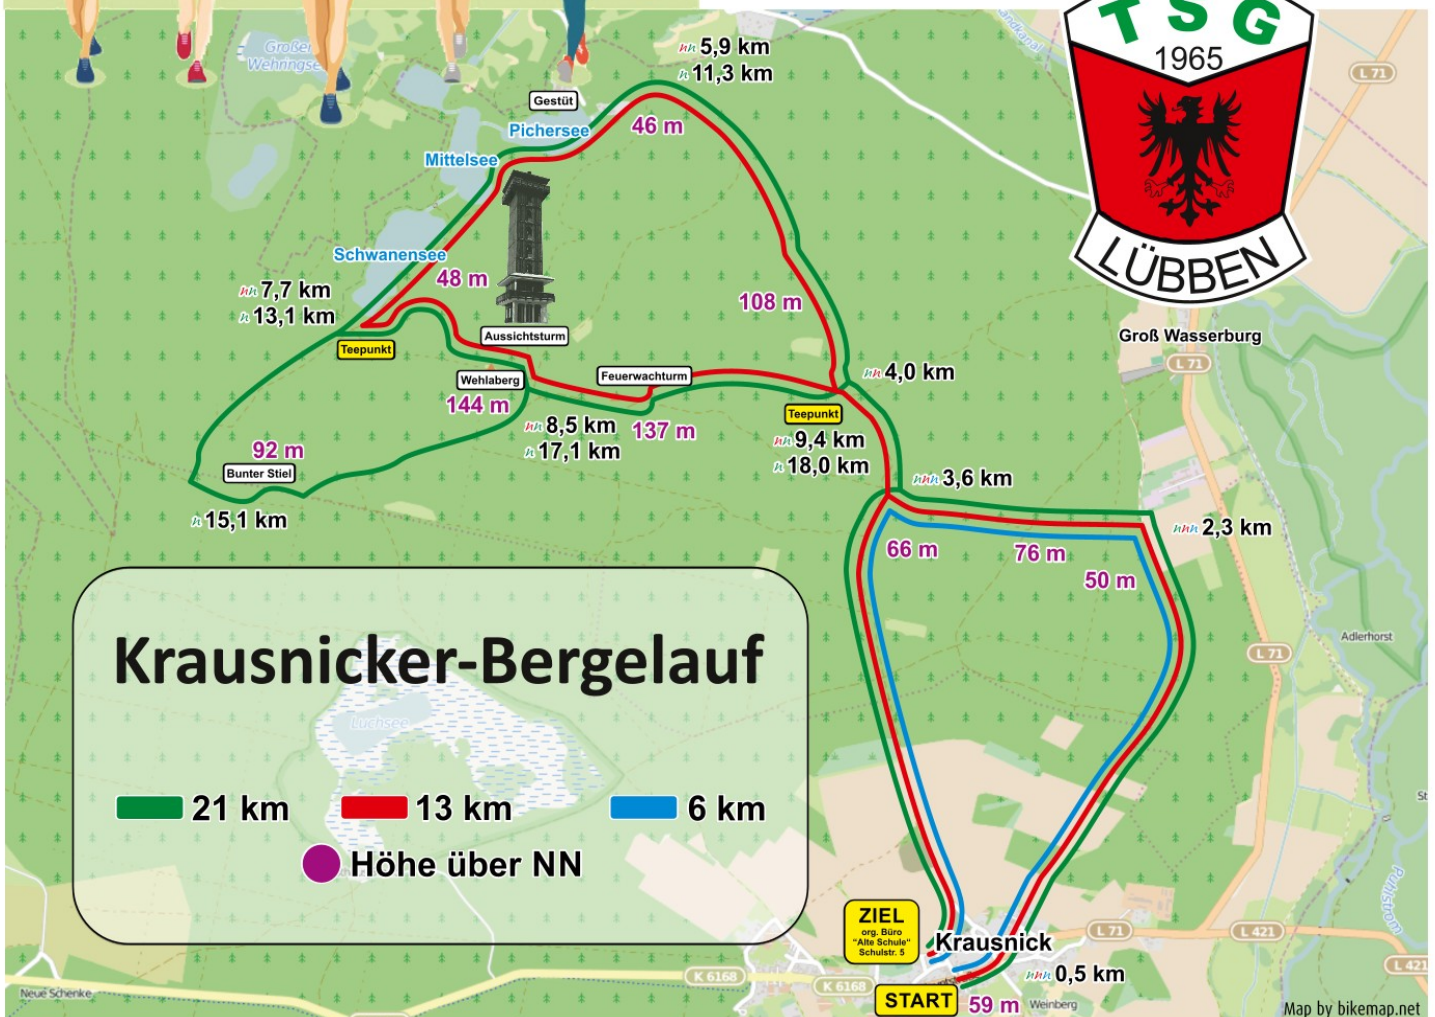 TSG
1965
LÜBBEN
L 71
5,9 km
11,3 km
Großer
Wehringsee
Gestüt
Pichersee
46 m
Mittelsee
Schwanensee
48 m
7,7 km
13,1 km
108 m
Teepunkt
Aussichtsturm
Groß Wasserburg
L 71
Wehlaberg
Feuerwachturm
4,0 km
144 m
Teepunkt
8,5 km
17,1 km
137 m
9,4 km
18,0 km
92 m
Bunter Stiel
3,6 km
15,1 km
2,3 km
66 m
76 m
50 m
Adlerhorst
L 71
Krausnicker-Bergelauf
Luchsee
21 km
13 km
6 km
Höhe über NN
ZIEL
org. Büro
"Alte Schule"
Schulstr. 5
Krausnick
L 71
L 421
L 421
K 6168
K 6168
0,5 km
START
59 m
Weinberg
Neue Schenke
Map by bikemap.net